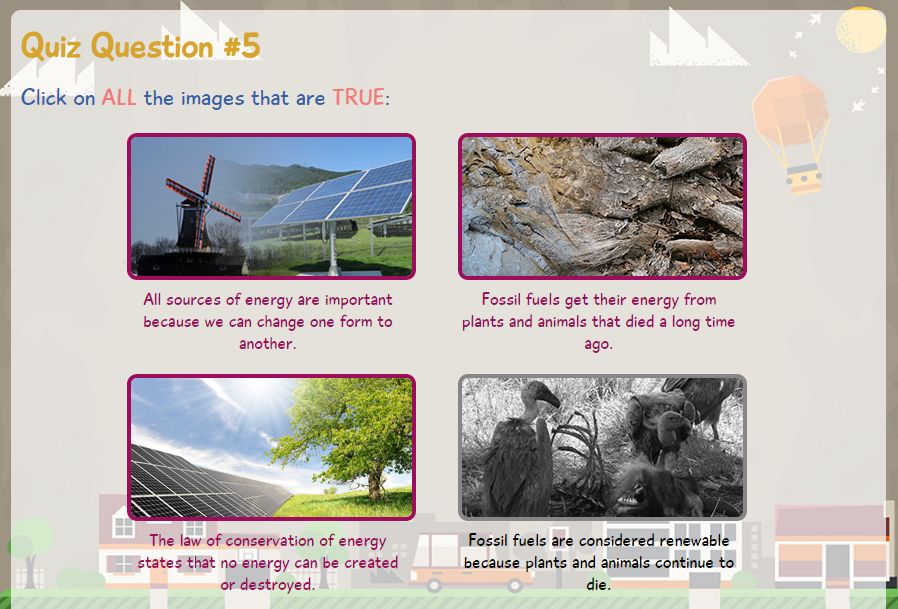 Quiz Question #5
Click on ALL the images that are TRUE:
All sources of energy are important
because we can change one form to
another.
Fossil fuels get their energy from
plants and animals that died a long time
ago.
The law of conservation of energy
states that no energy can be created
or destroyed.
Fossil fuels are considered renewable
because plants and animals continue to
die.